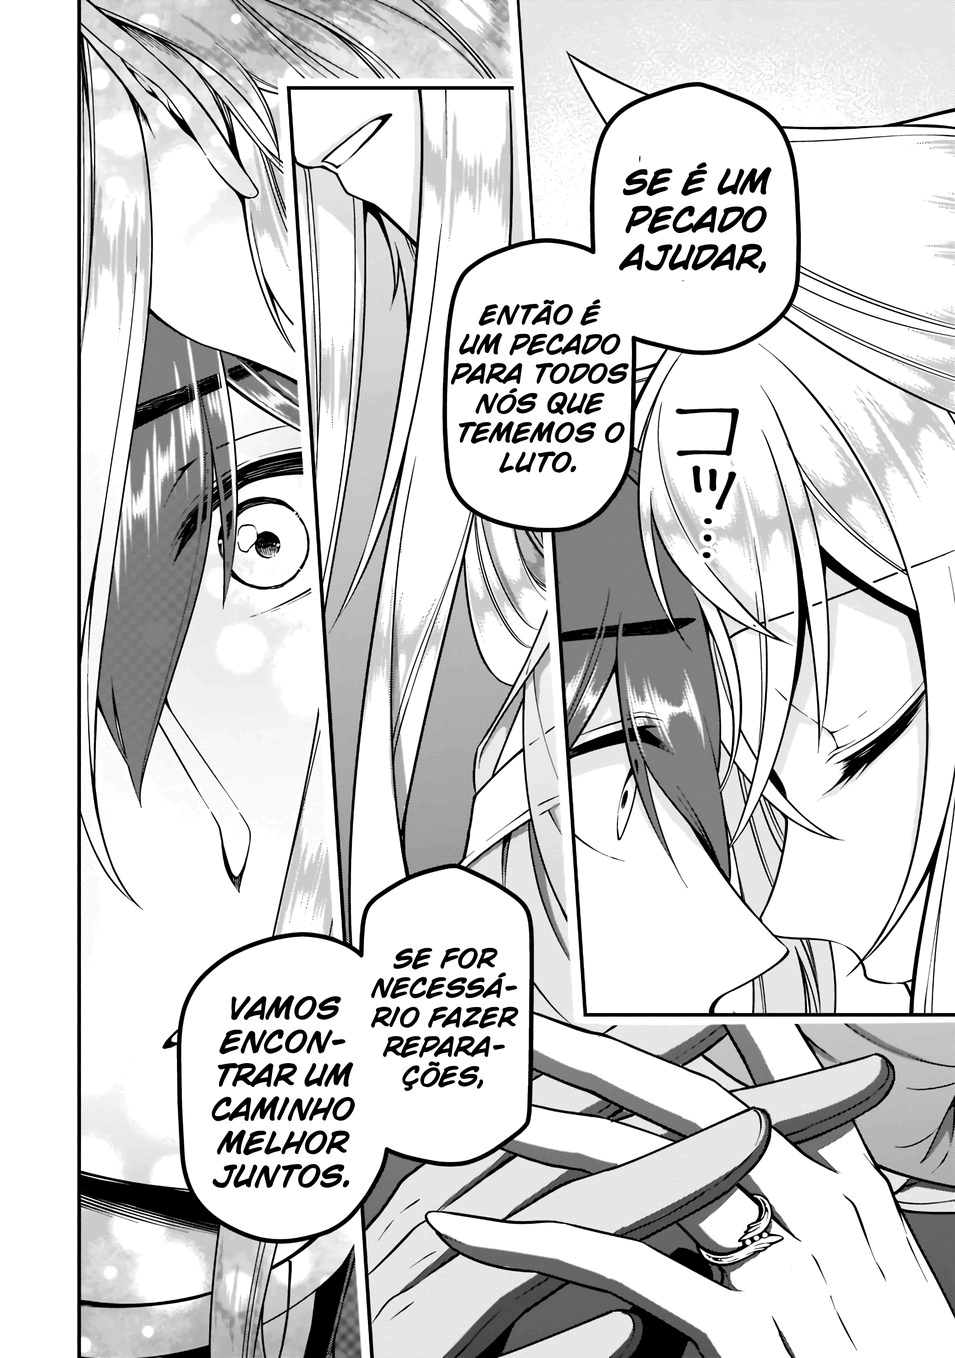 SE É UM
PECADO
AJUDAR,
ENTÃO É
UM PECADO
PARA TODOS
NÓS QUE
TEMEMOS O
LUTO.
コツ...
SE FOR
NECESSÁ-
RIO FAZER
REPARA-
ÇÕES,
VAMOS
ENCON-
TRAR UM
CAMINHO
MELHOR
JUNTOS.